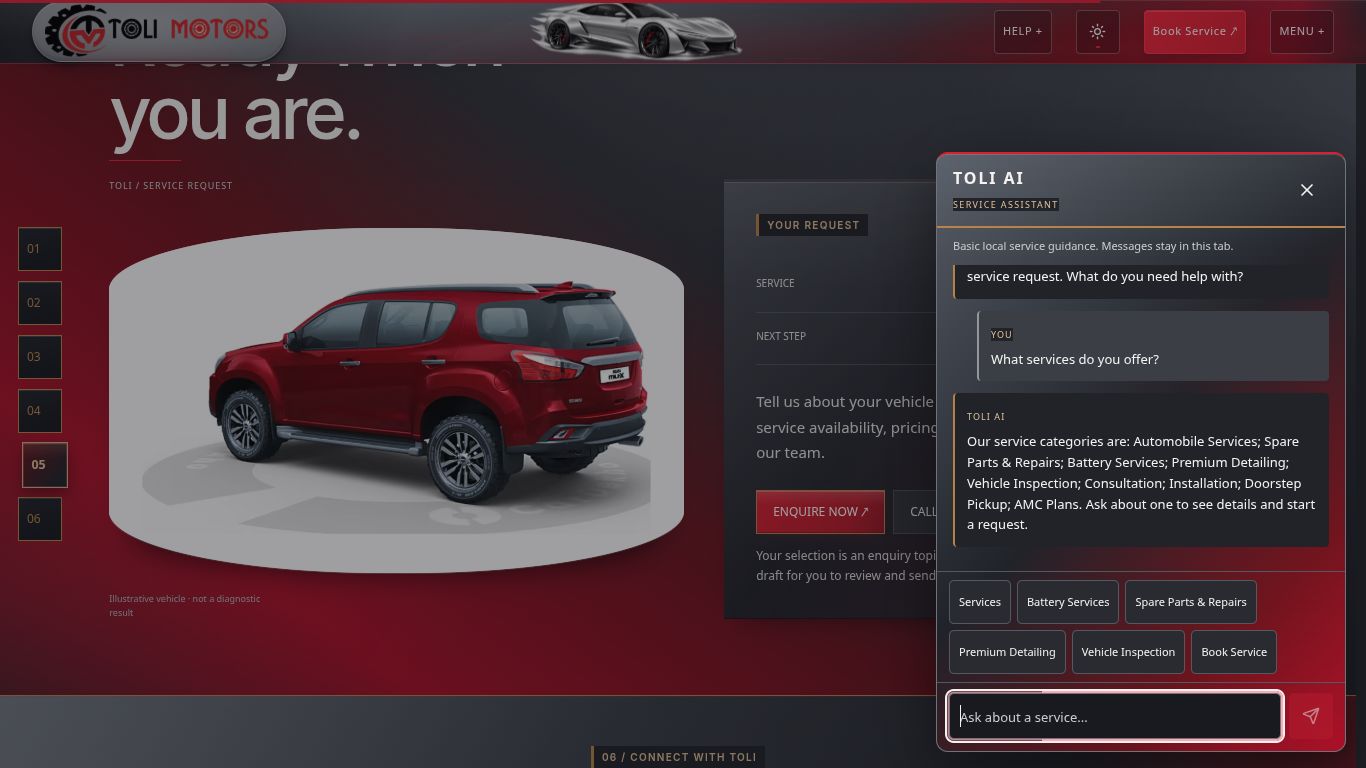 TOLI MOTORS
HELP +
Book Service ↗
MENU +
Ready when
you are.
TOLI / SERVICE REQUEST
01
02
03
04
05
06
ISUZU
mu-X
Illustrative vehicle · not a diagnostic
result
YOUR REQUEST
SERVICE
NEXT STEP
Tell us about your vehicle
service availability, pricing
our team.
ENQUIRE NOW ↗
CALL
Your selection is an enquiry topi
draft for you to review and send
06 / CONNECT WITH TOLI
TOLI AI
SERVICE ASSISTANT
Basic local service guidance. Messages stay in this tab.
service request. What do you need help with?
YOU
What services do you offer?
TOLI AI
Our service categories are: Automobile Services; Spare
Parts & Repairs; Battery Services; Premium Detailing;
Vehicle Inspection; Consultation; Installation; Doorstep
Pickup; AMC Plans. Ask about one to see details and start
a request.
Services
Battery Services
Spare Parts & Repairs
Premium Detailing
Vehicle Inspection
Book Service
Ask about a service...